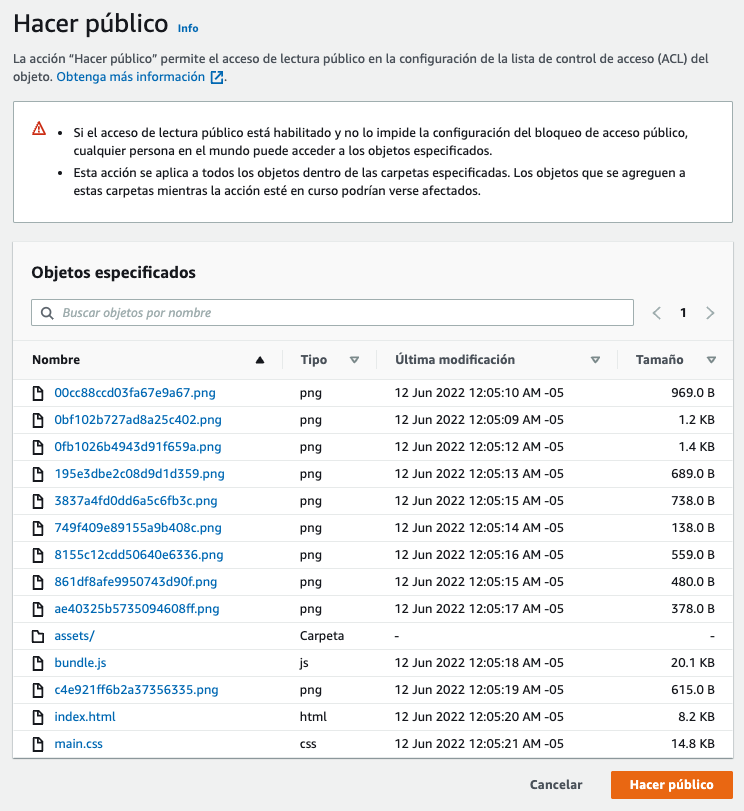 Hacer público Info
La acción “Hacer público” permite el acceso de lectura público en la configuración de la lista de control de acceso (ACL) del
objeto. Obtenga más información.
• Si el acceso de lectura público está habilitado y no lo impide la configuración del bloqueo de acceso público,
cualquier persona en el mundo puede acceder a los objetos especificados.
• Esta acción se aplica a todos los objetos dentro de las carpetas especificadas. Los objetos que se agreguen a
estas carpetas mientras la acción esté en curso podrían verse afectados.
Objetos especificados
Buscar objetos por nombre 1
Nombre Tipo Última modificación Tamaño
00cc88ccd03fa67e9a67.png png 12 Jun 2022 12:05:10 AM -05 969.0 B
0bf102b727ad8a25c402.png png 12 Jun 2022 12:05:09 AM -05 1.2 KB
0fb1026b4943d91f659a.png png 12 Jun 2022 12:05:12 AM -05 1.4 KB
195e3dbe2c08d9d1d359.png png 12 Jun 2022 12:05:13 AM -05 689.0 B
3837a4fd0dd6a5c6fb3c.png png 12 Jun 2022 12:05:15 AM -05 738.0 B
749f409e89155a9b408c.png png 12 Jun 2022 12:05:14 AM -05 138.0 B
8155c12cdd50640e6336.png png 12 Jun 2022 12:05:16 AM -05 559.0 B
861df8afe9950743d90f.png png 12 Jun 2022 12:05:15 AM -05 480.0 B
ae40325b5735094608ff.png png 12 Jun 2022 12:05:17 AM -05 378.0 B
assets/ Carpeta - -
bundle.js js 12 Jun 2022 12:05:18 AM -05 20.1 KB
c4e921ff6b2a37356335.png png 12 Jun 2022 12:05:19 AM -05 615.0 B
index.html html 12 Jun 2022 12:05:20 AM -05 8.2 KB
main.css css 12 Jun 2022 12:05:21 AM -05 14.8 KB
Cancelar Hacer público